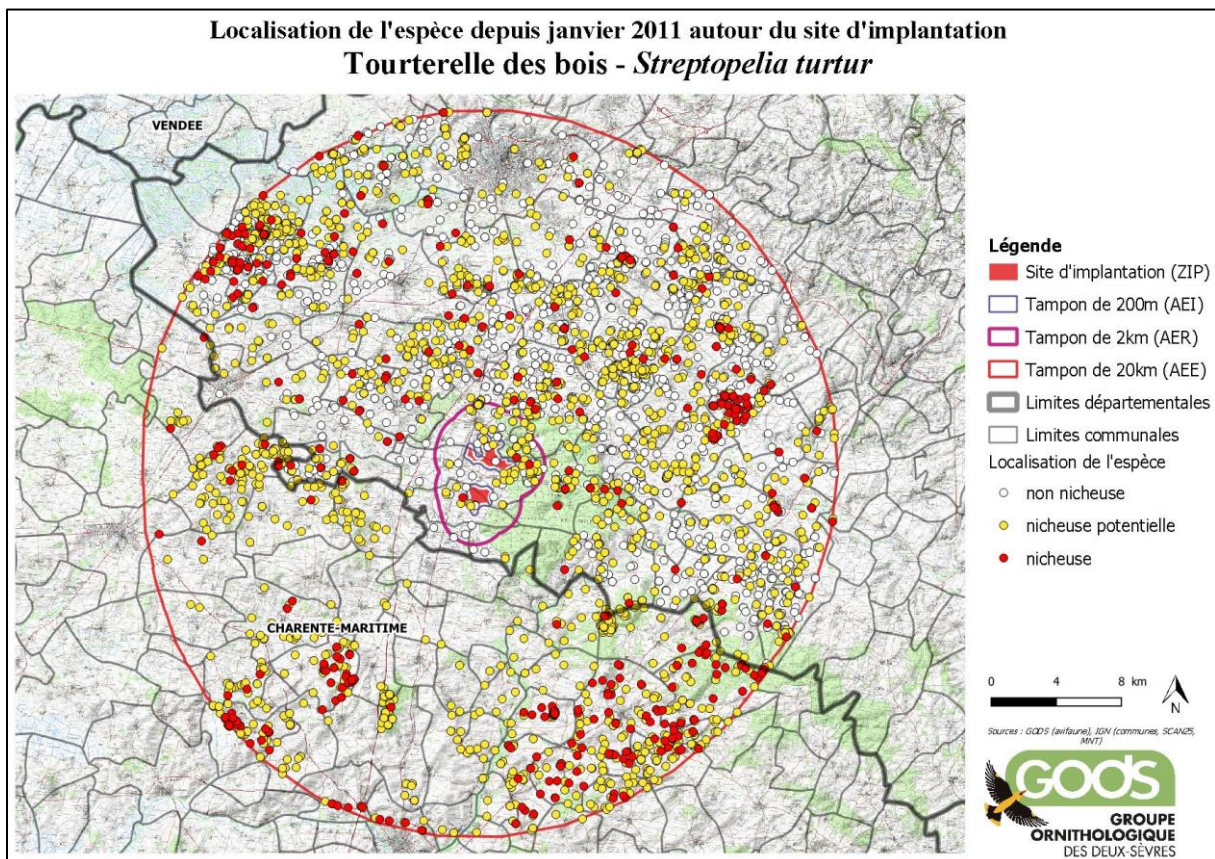 Localisation de l'espèce depuis janvier 2011 autour du site d'implantation
Tourterelle des bois - Streptopelia turtur
VENDEE
CHARENTE-MARITIME
Légende
Site d'implantation (ZIP)
Tampon de 200m (AEI)
Tampon de 2km (AER)
Tampon de 20km (AEE)
Limites départementales
Limites communales
Localisation de l'espèce
non nicheuse
nicheuse potentielle
nicheuse
0 4 8 km
N
Sources : GODS (avifaune), IGN (communes, SCAN25,
MNT)
GODS
GROUPE
ORNITHOLOGIQUE
DES DEUX-SÈVRES